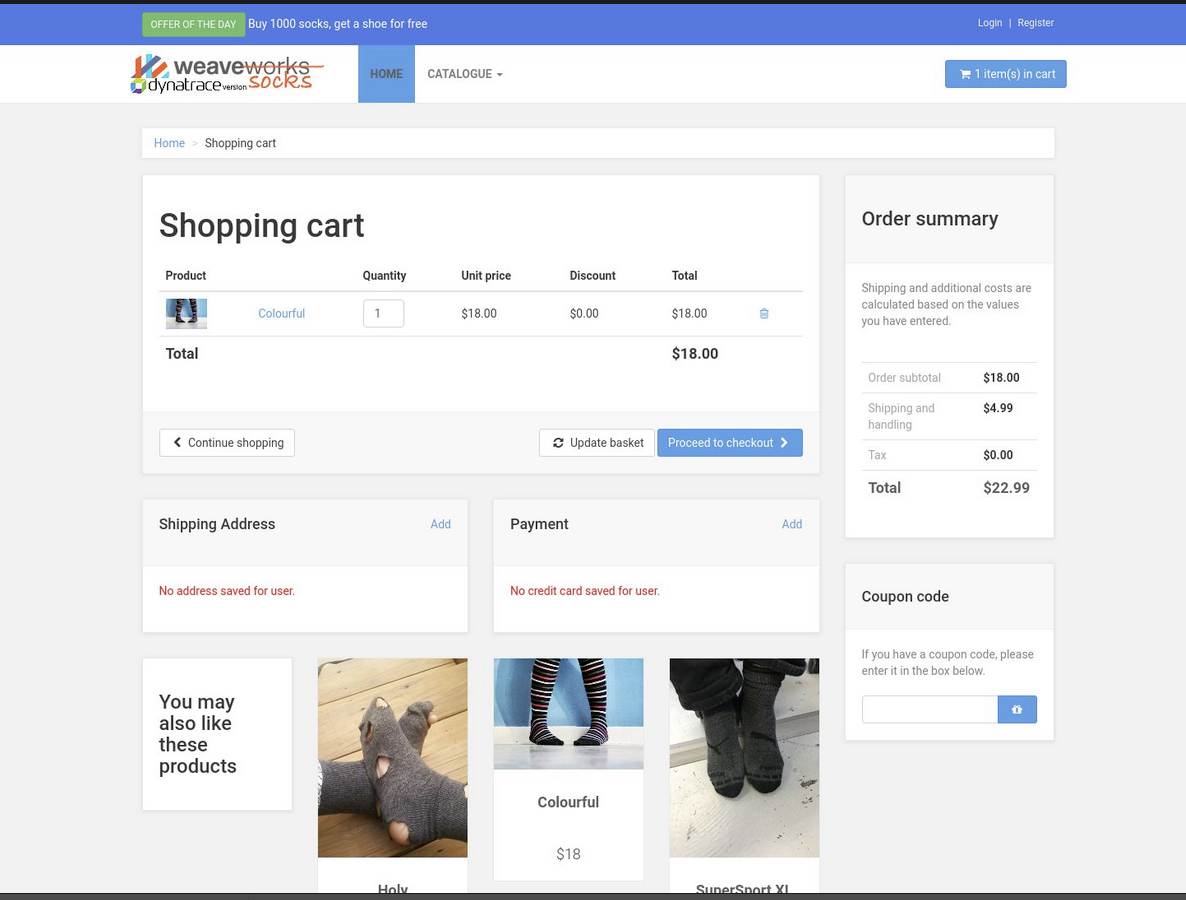 OFFER OF THE DAY Buy 1000 socks, get a shoe for free
Login | Register
weaveworks
socks
dynatrace version
HOME CATALOGUE
1 item(s) in cart
Home > Shopping cart
Shopping cart
Product Quantity Unit price Discount Total
Colourful 1 $18.00 $0.00 $18.00
Total $18.00
Continue shopping Update basket Proceed to checkout
Shipping Address Add
No address saved for user.
Payment Add
No credit card saved for user.
You may
also like
these
products
Holy
Colourful
$18
SuperSport XL
Order summary
Shipping and additional costs are
calculated based on the values
you have entered.
Order subtotal $18.00
Shipping and
handling $4.99
Tax $0.00
Total $22.99
Coupon code
If you have a coupon code, please
enter it in the box below.